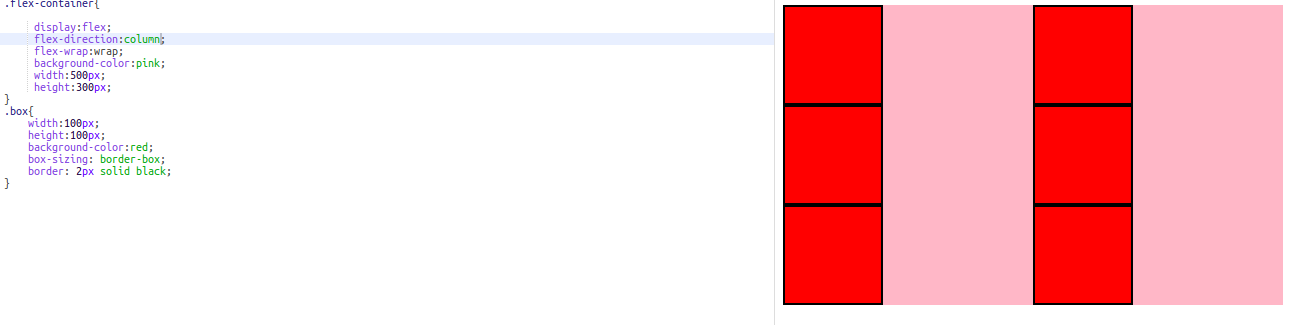 .flex-container{
display:flex;
flex-direction:column;
flex-wrap:wrap;
background-color:pink;
width:500px;
height:300px;
}
.box{
width:100px;
height:100px;
background-color:red;
box-sizing: border-box;
border: 2px solid black;
}